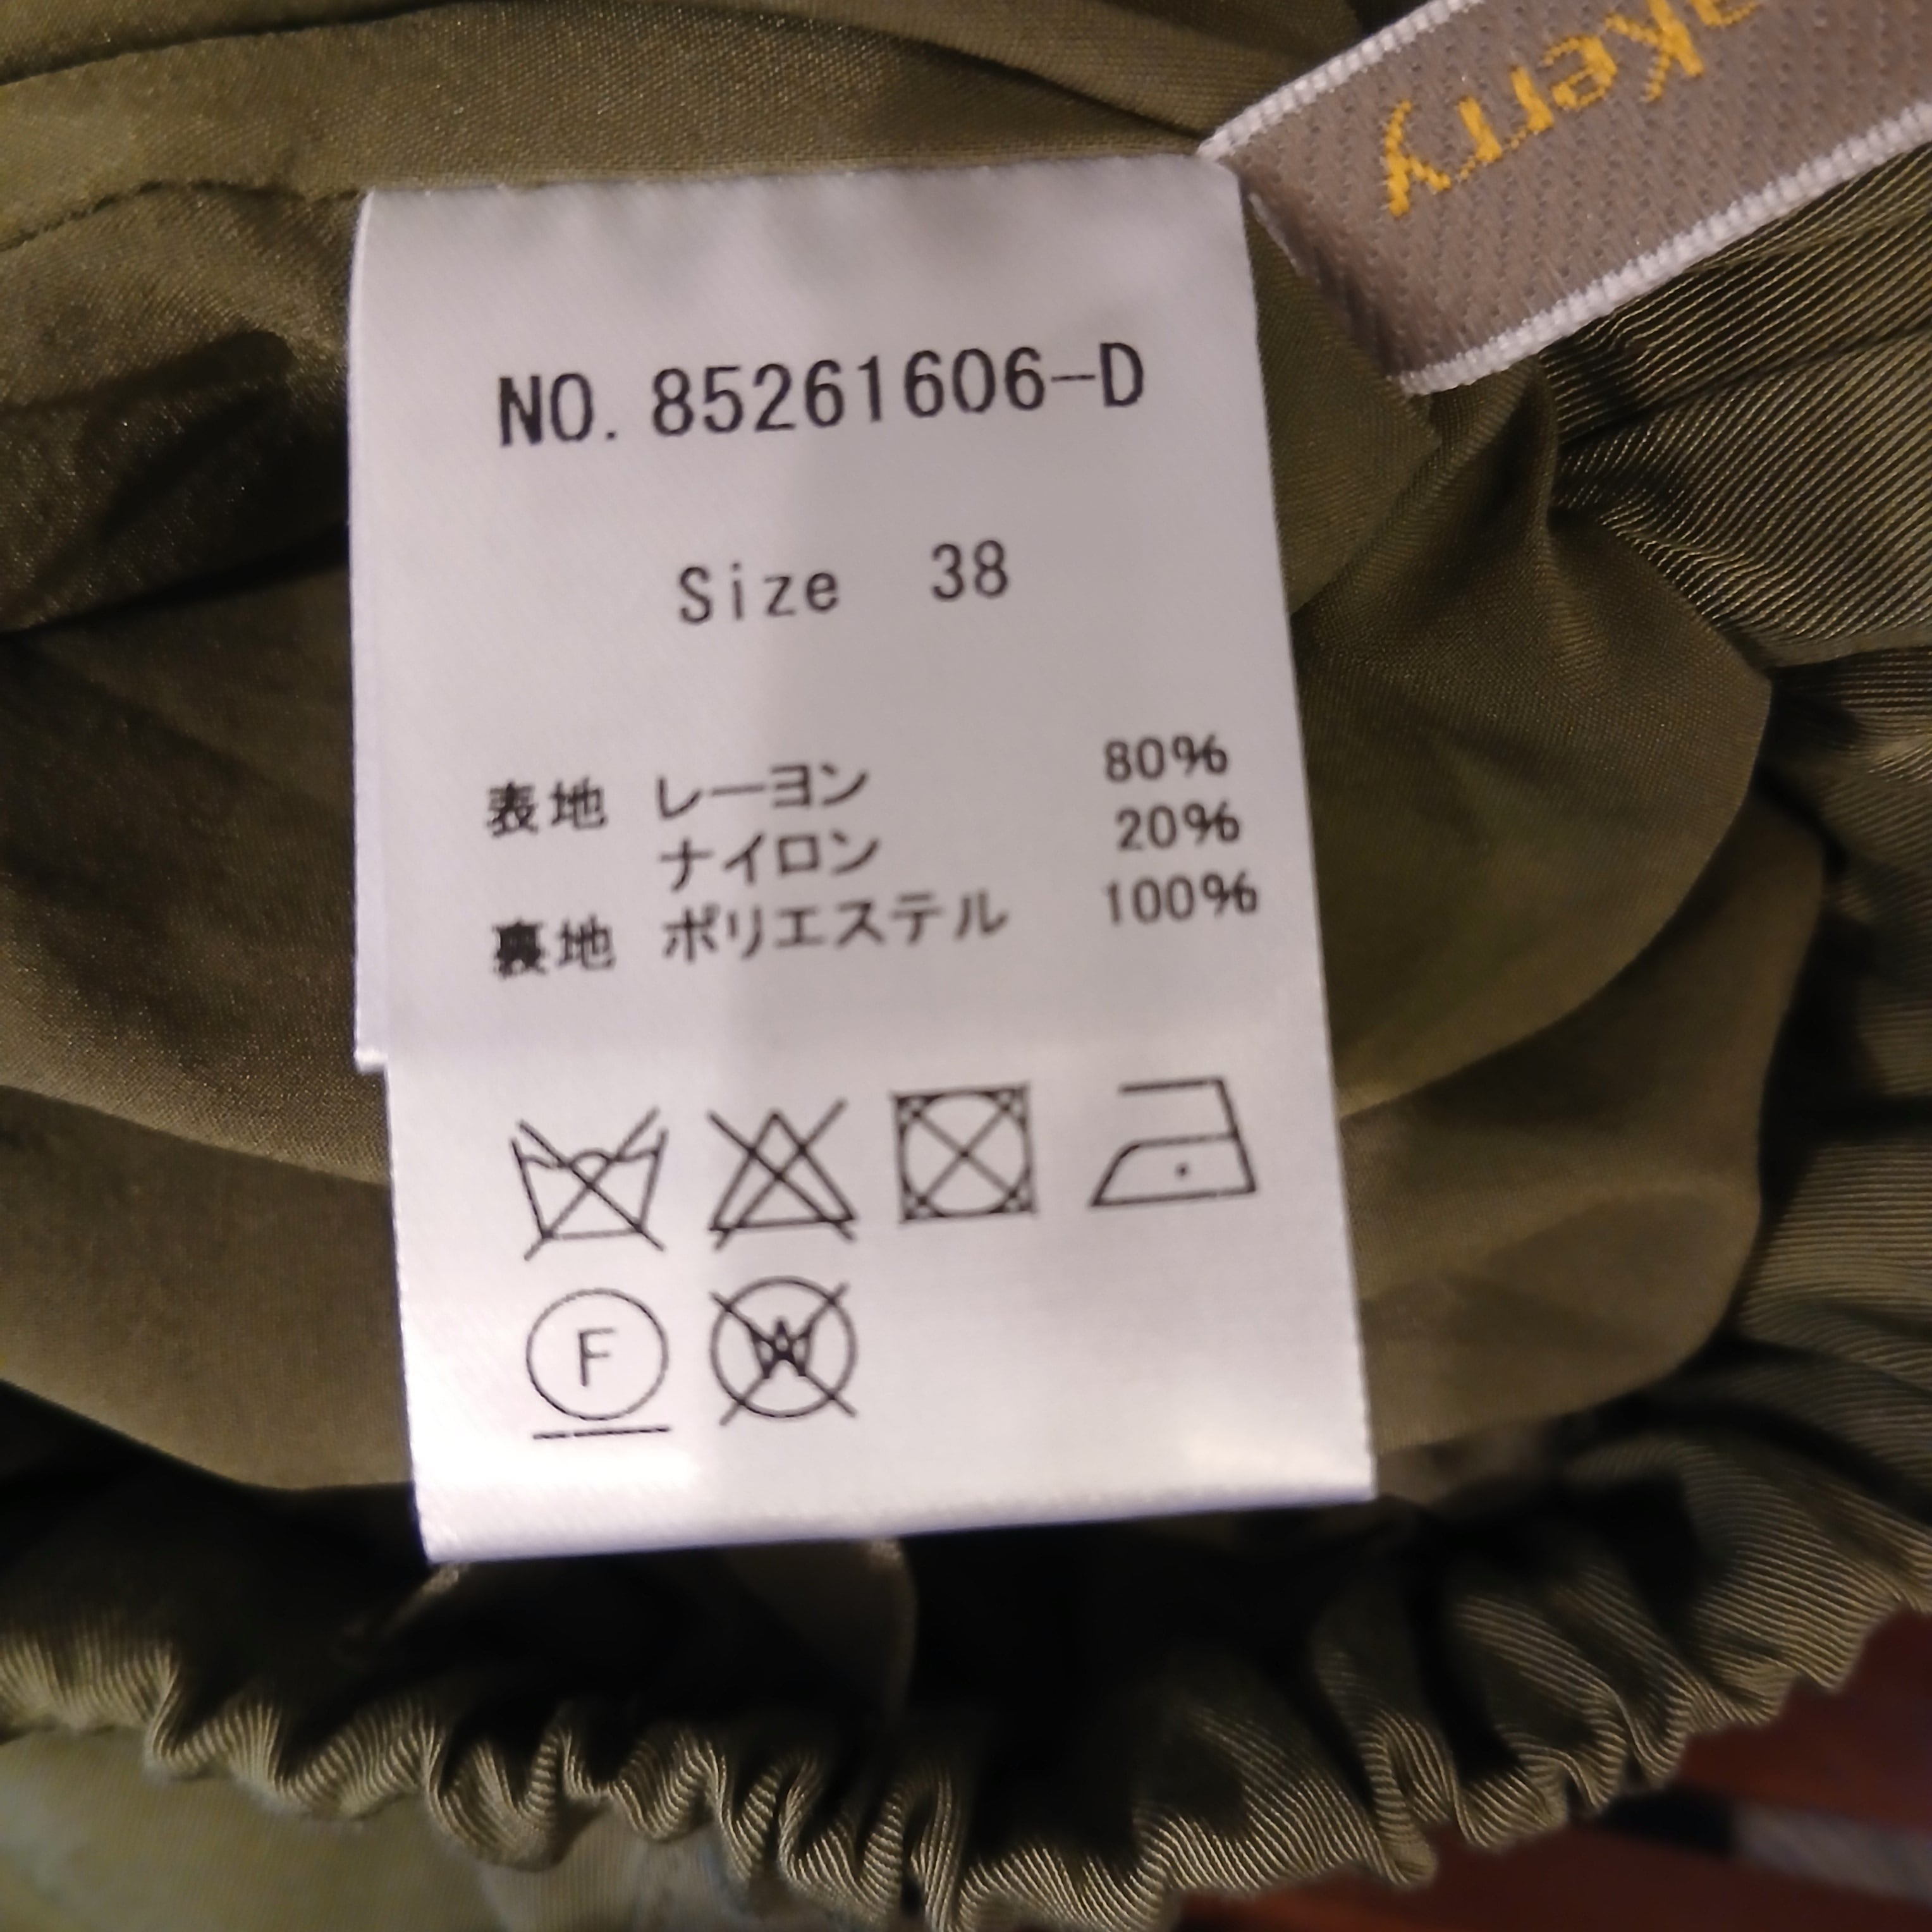 akerry
NO. 85261606-D
Size 38
表地 レーヨン 80%
ナイロン 20%
裏地 ポリエステル 100%
F
W